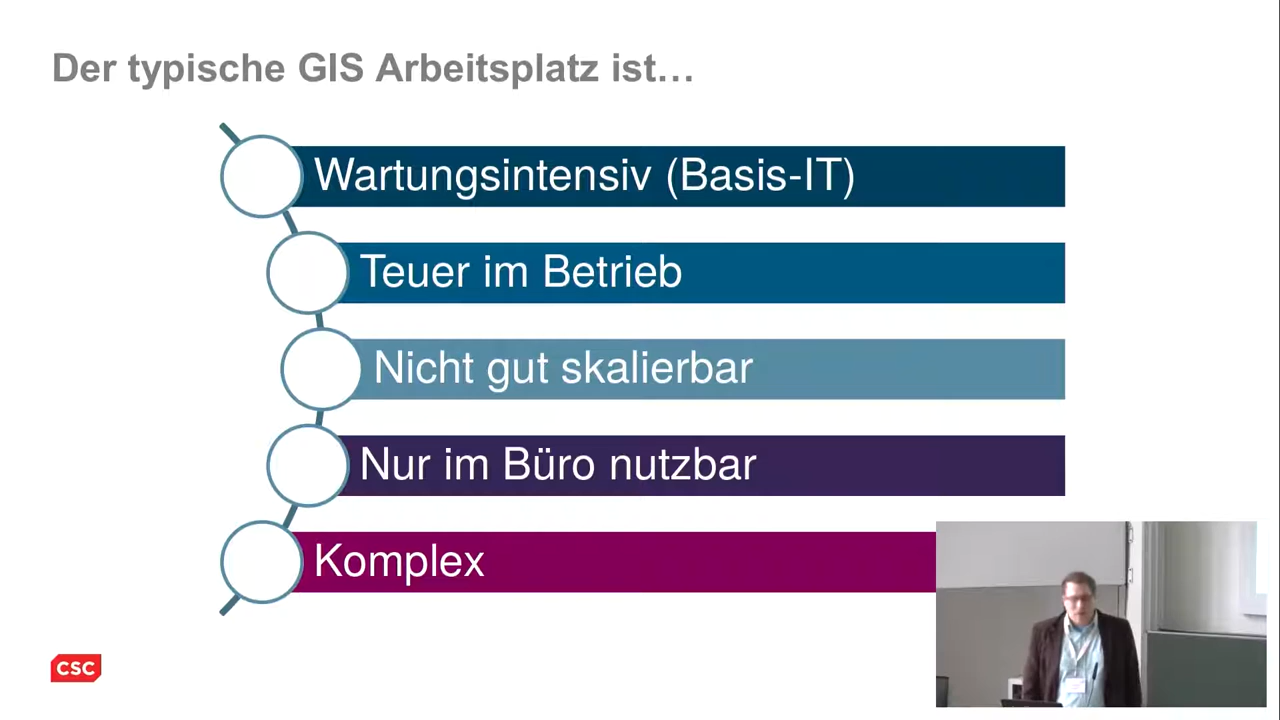 Der typische GIS Arbeitsplatz ist…
Wartungsintensiv (Basis-IT)
Teuer im Betrieb
Nicht gut skalierbar
Nur im Büro nutzbar
Komplex
CSC